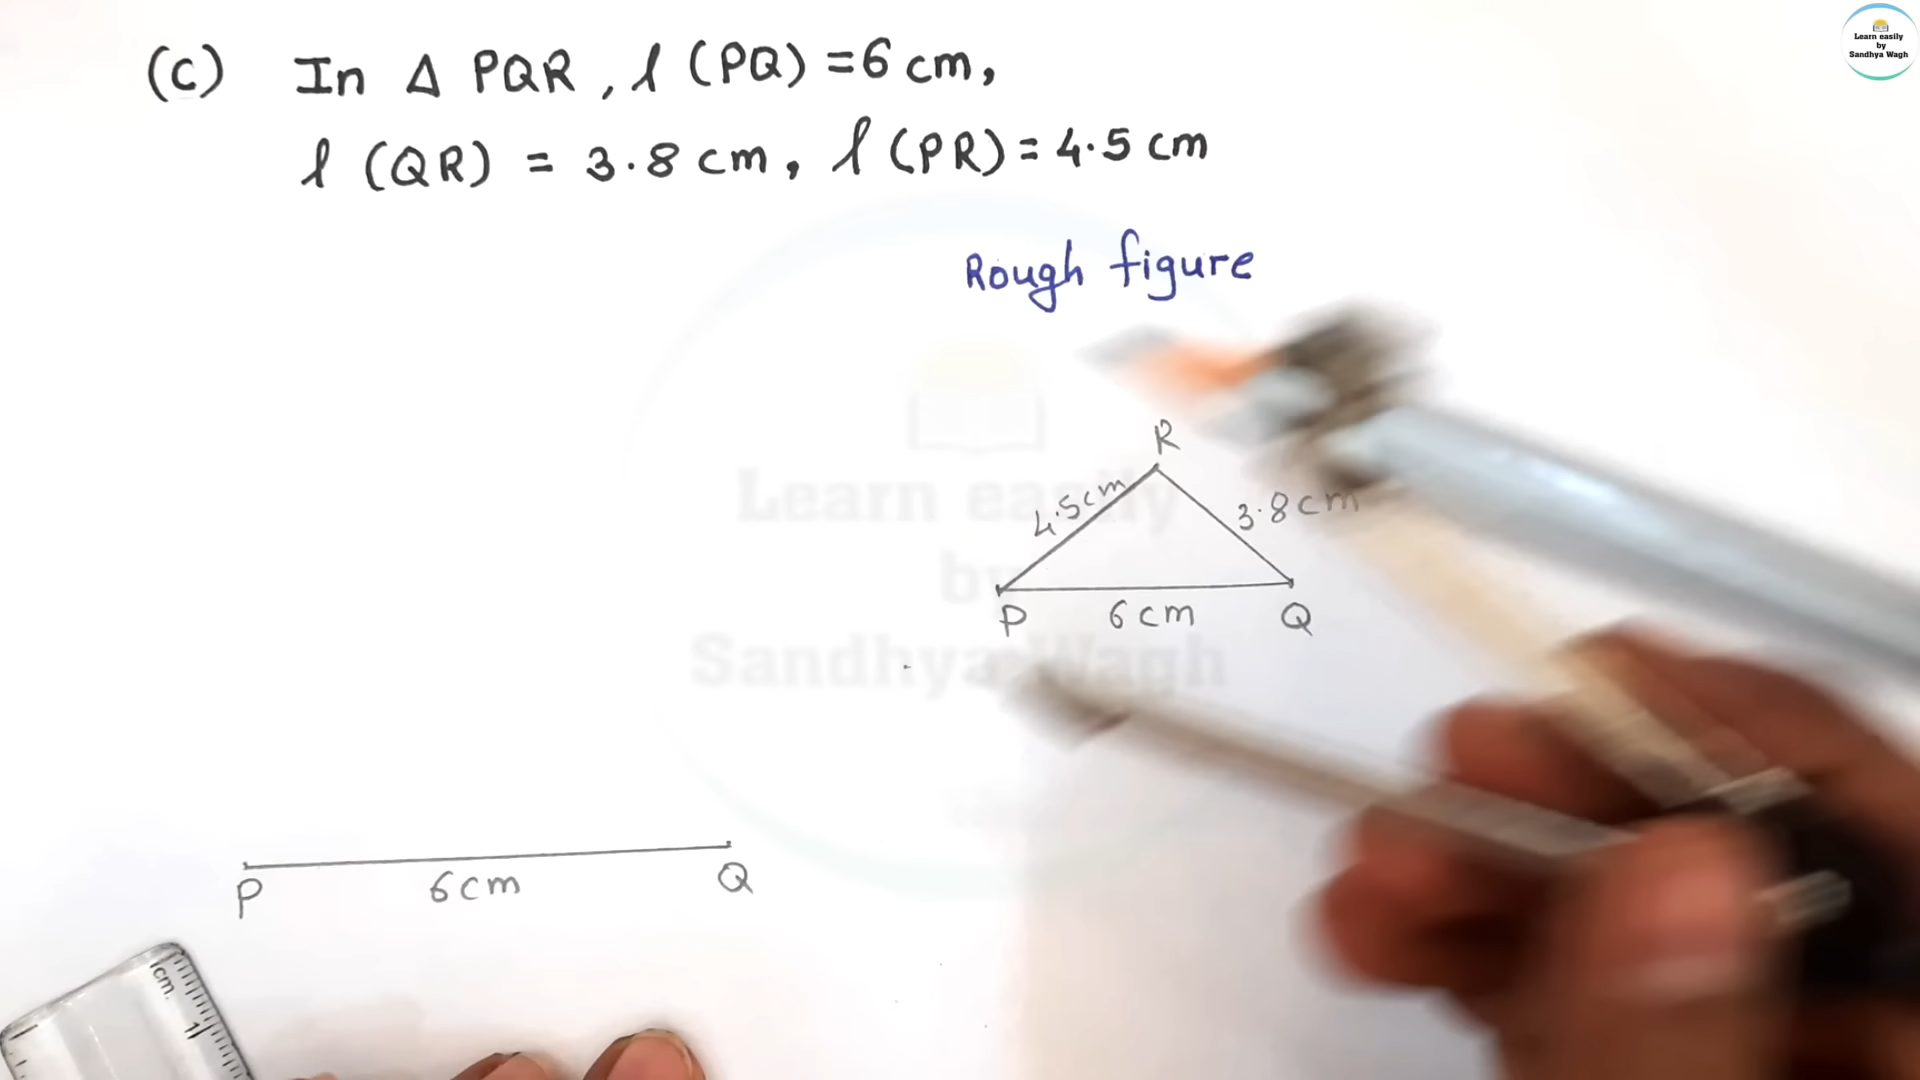 Learn easily
by
Sandhya Wagh
(c) In Δ PQR, l (PQ) = 6 cm,
l (QR) = 3.8 cm, l (PR) = 4.5 cm
Rough figure
R
4.5cm
3.8cm
P 6 cm Q
Learn easily
by
Sandhya Wagh
P 6cm Q
cm.
1